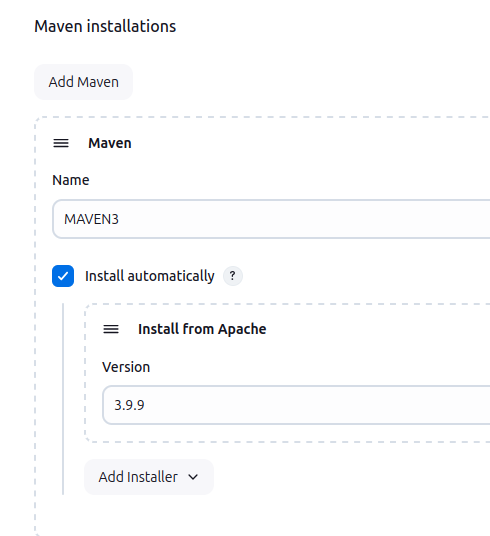 Maven installations
Add Maven
Maven
Name
MAVEN3
Install automatically ?
Install from Apache
Version
3.9.9
Add Installer